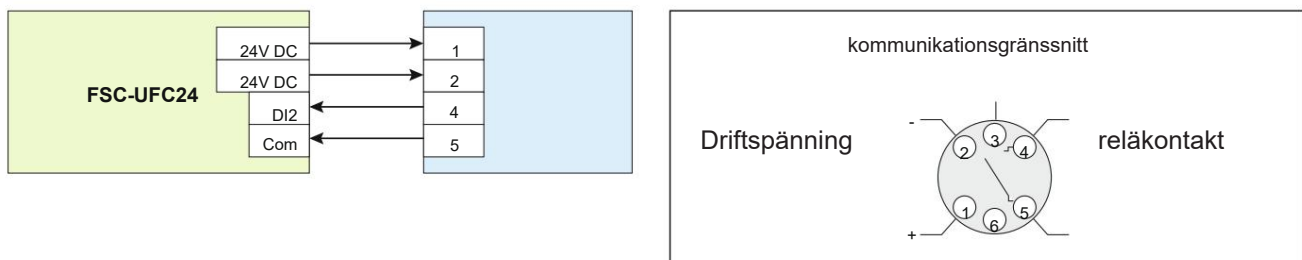 24V DC
1
24V DC
2
FSC-UFC24
DI2
4
Com
5
kommunikationsgränssnitt
Driftspänning
reläkontakt
-
3
2
4
1
5
6
+